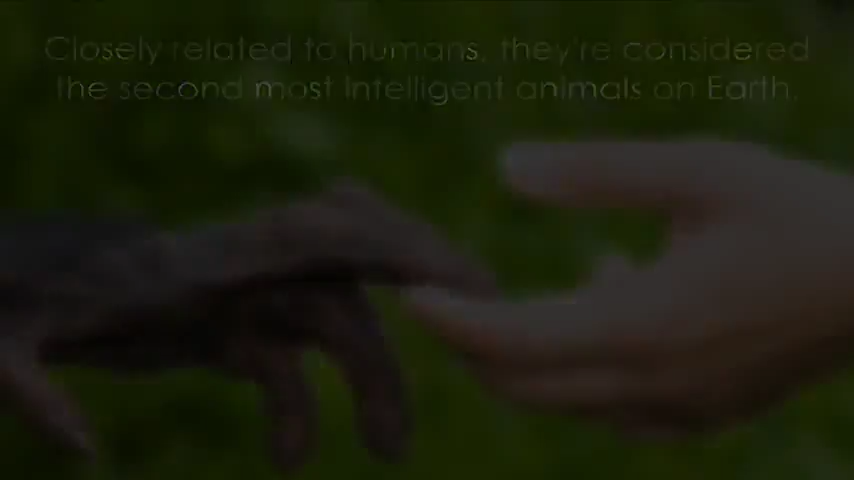 Closely related to humans, they're considered
the second most intelligent animals on Earth.